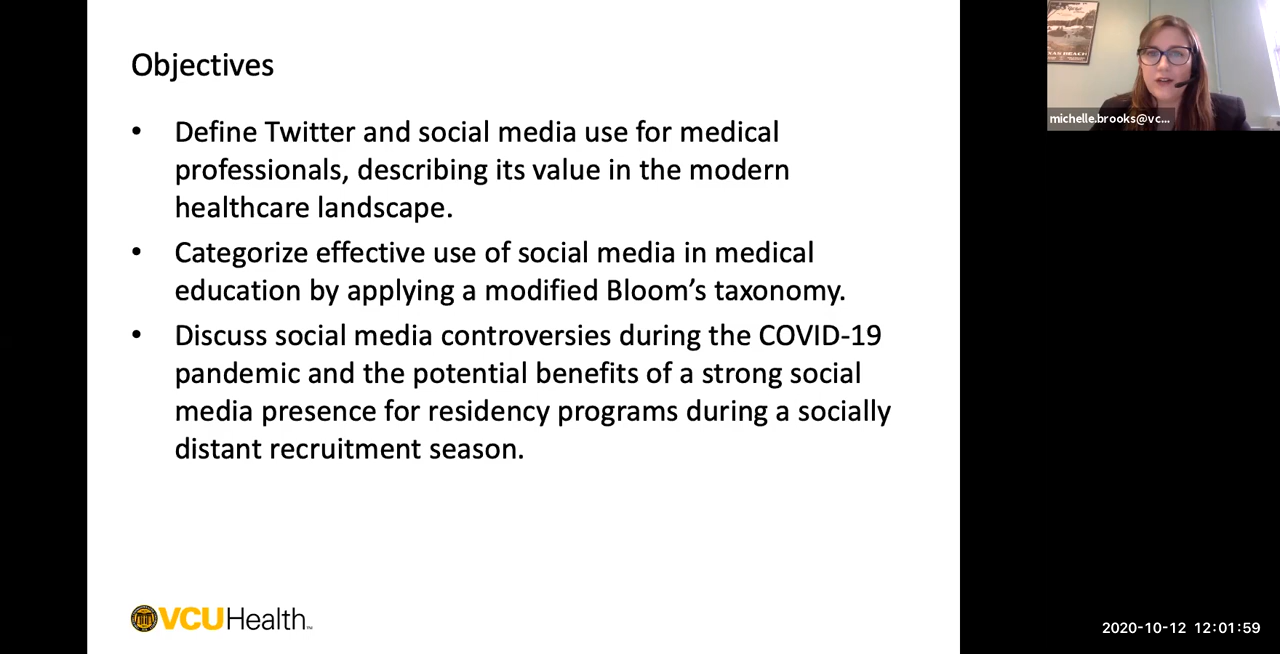 Objectives
• Define Twitter and social media use for medical
professionals, describing its value in the modern
healthcare landscape.
• Categorize effective use of social media in medical
education by applying a modified Bloom’s taxonomy.
• Discuss social media controversies during the COVID-19
pandemic and the potential benefits of a strong social
media presence for residency programs during a socially
distant recruitment season.
VCUHealth™
michelle.brooks@vc...
2020-10-12 12:01:59